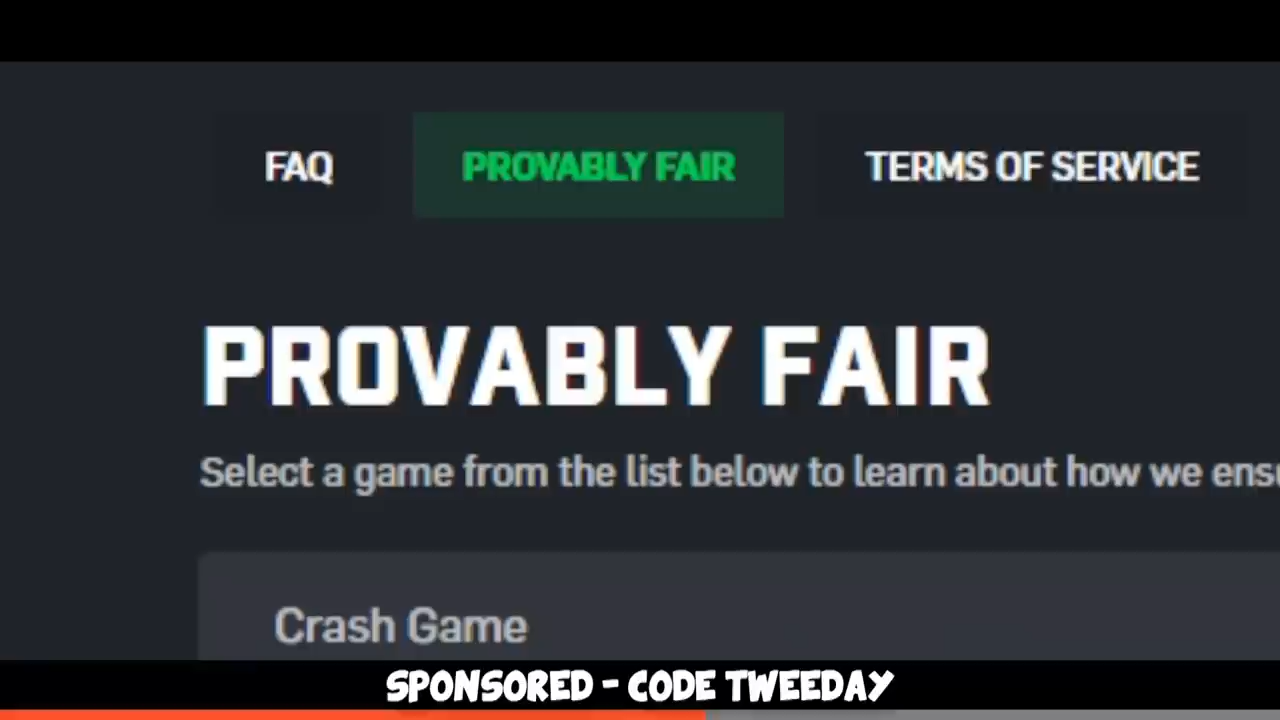 FAQ PROVABLY FAIR TERMS OF SERVICE
PROVABLY FAIR
Select a game from the list below to learn about how we
Crash Game
SPONSORED - CODE TWEEDAY